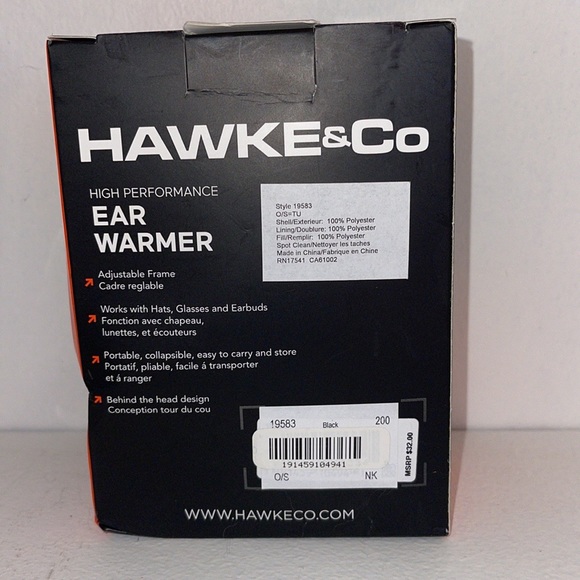 HAWKE&Co
HIGH PERFORMANCE
EAR
WARMER
Style 19583
O/S=TU
Shell/Exterieur: 100% Polyester
Lining/Doublure: 100% Polyester
Fill/Remplir: 100% Polyester
Spot Clean/Nettoyer les taches
Made in China/Fabrique en Chine
RN17541 CA61002
Adjustable Frame
Cadre reglable
Works with Hats, Glasses and Earbuds
Fonction avec chapeau,
lunettes, et écouteurs
Portable, collapsible, easy to carry and store
Portatif, pliable, facile á transporter
et á ranger
Behind the head design
Conception tour du cou
19583 Black 200
191459104941
O/S NK
MSRP $32.00
WWW.HAWKECO.COM